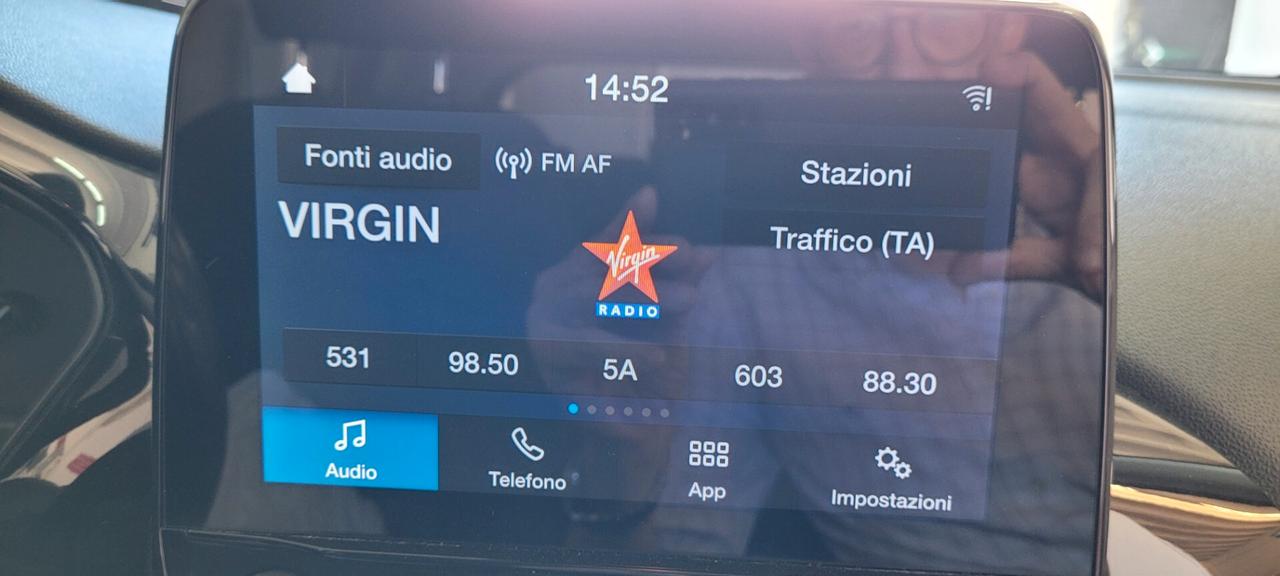 14:52
Fonti audio
FM AF
Stazioni
VIRGIN
Traffico (TA)
Virgin
RADIO
531
98.50
5A
603
88.30
Audio
Telefono
App
Impostazioni